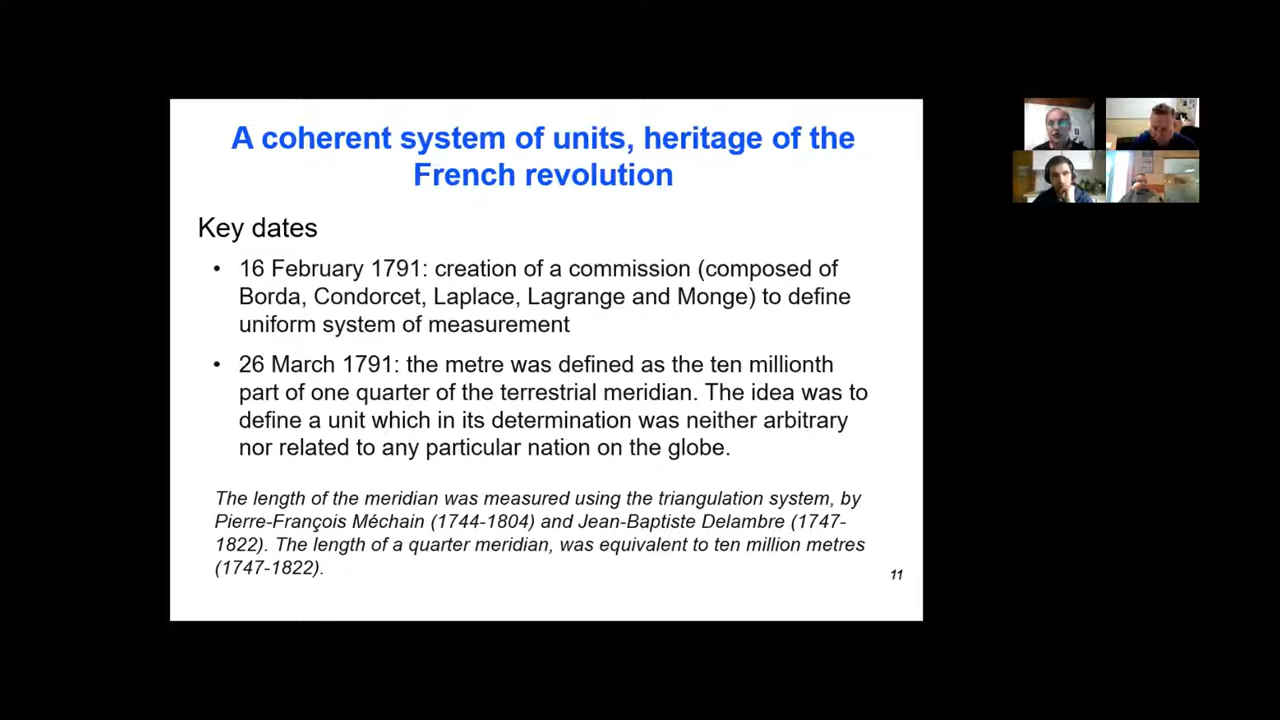 A coherent system of units, heritage of the
French revolution
Key dates
• 16 February 1791: creation of a commission (composed of
Borda, Condorcet, Laplace, Lagrange and Monge) to define
uniform system of measurement
• 26 March 1791: the metre was defined as the ten millionth
part of one quarter of the terrestrial meridian. The idea was to
define a unit which in its determination was neither arbitrary
nor related to any particular nation on the globe.
The length of the meridian was measured using the triangulation system, by
Pierre-François Méchain (1744-1804) and Jean-Baptiste Delambre (1747-
1822). The length of a quarter meridian, was equivalent to ten million metres
(1747-1822).
11